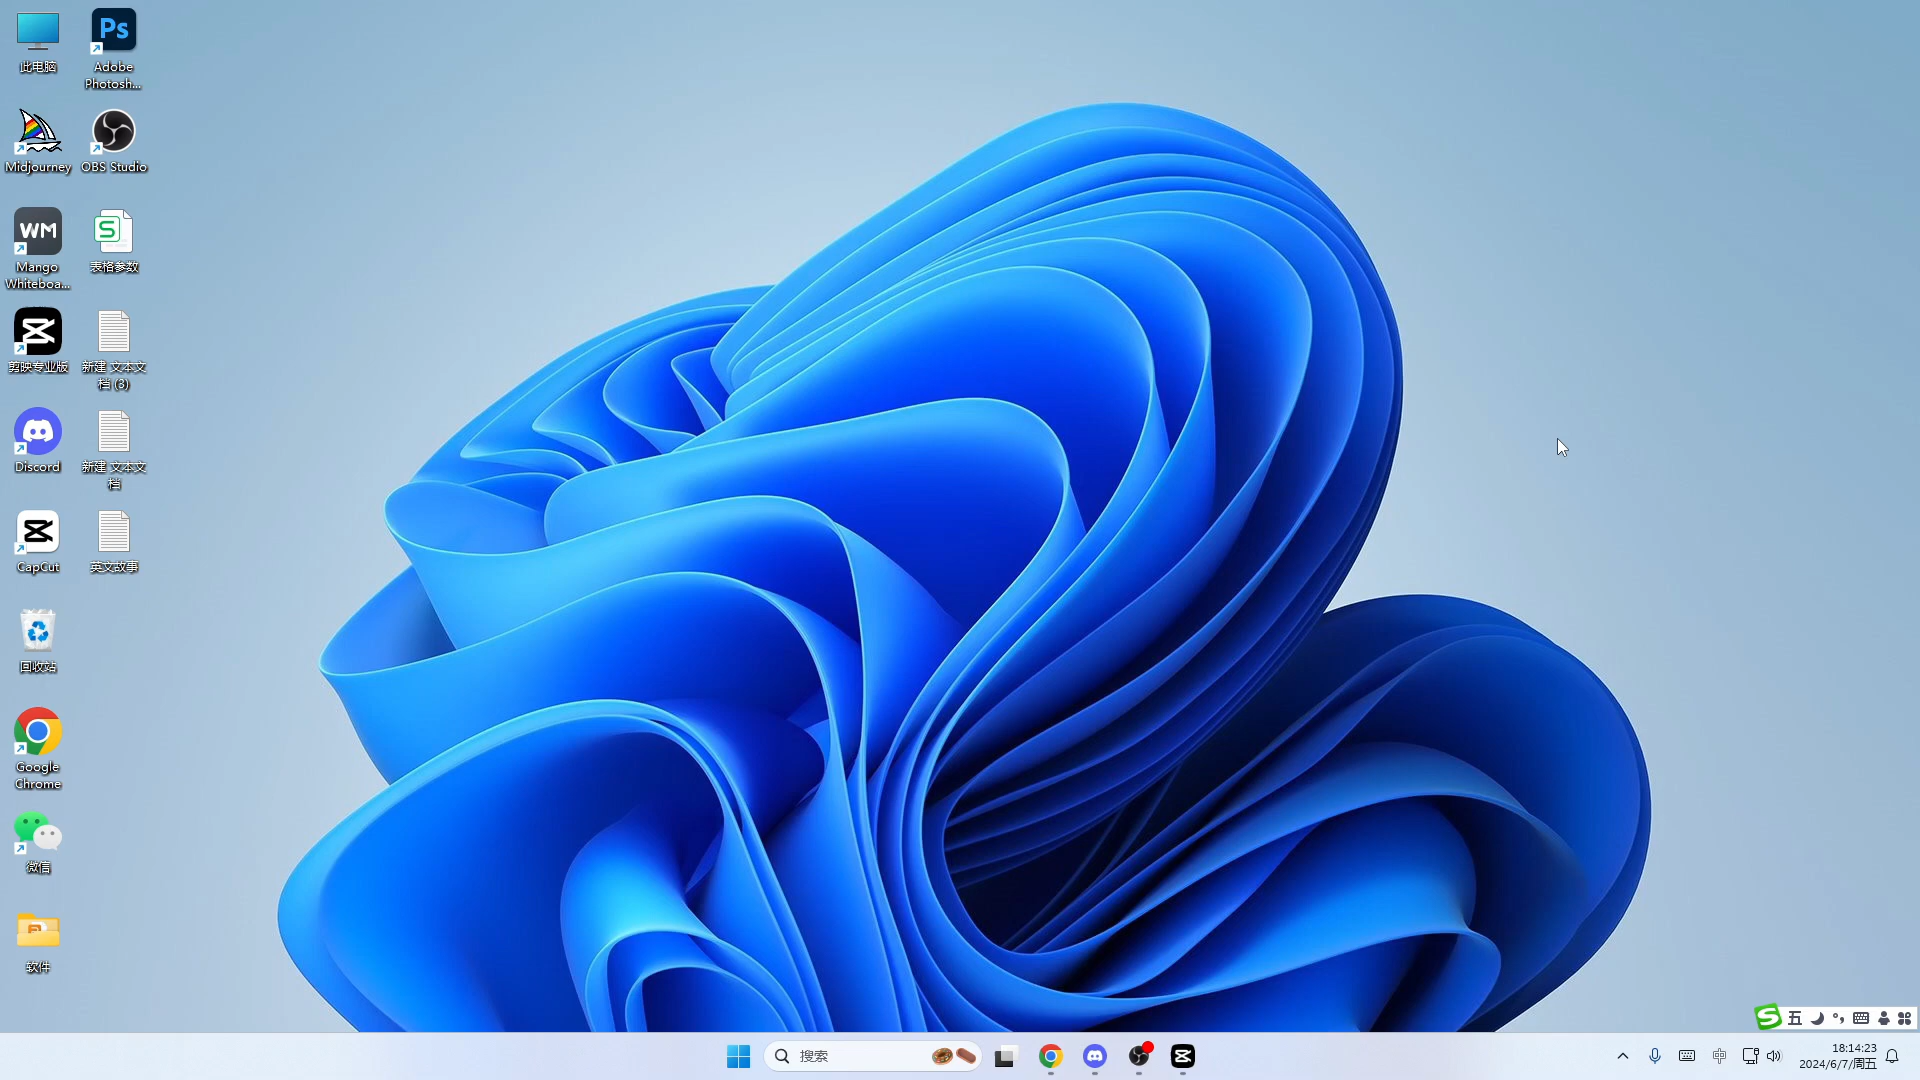 此电脑
Ps
Adobe
Photosh...
Midjourney
OBS Studio
WM
Mango
Whiteboa...
S
表格参数
剪映专业版
新建 文本文
档 (3)
Discord
新建 文本文
档
CapCut
英文故事
回收站
Google
Chrome
微信
软件
S 五
搜索
中
18:14:23
2024/6/7/周五